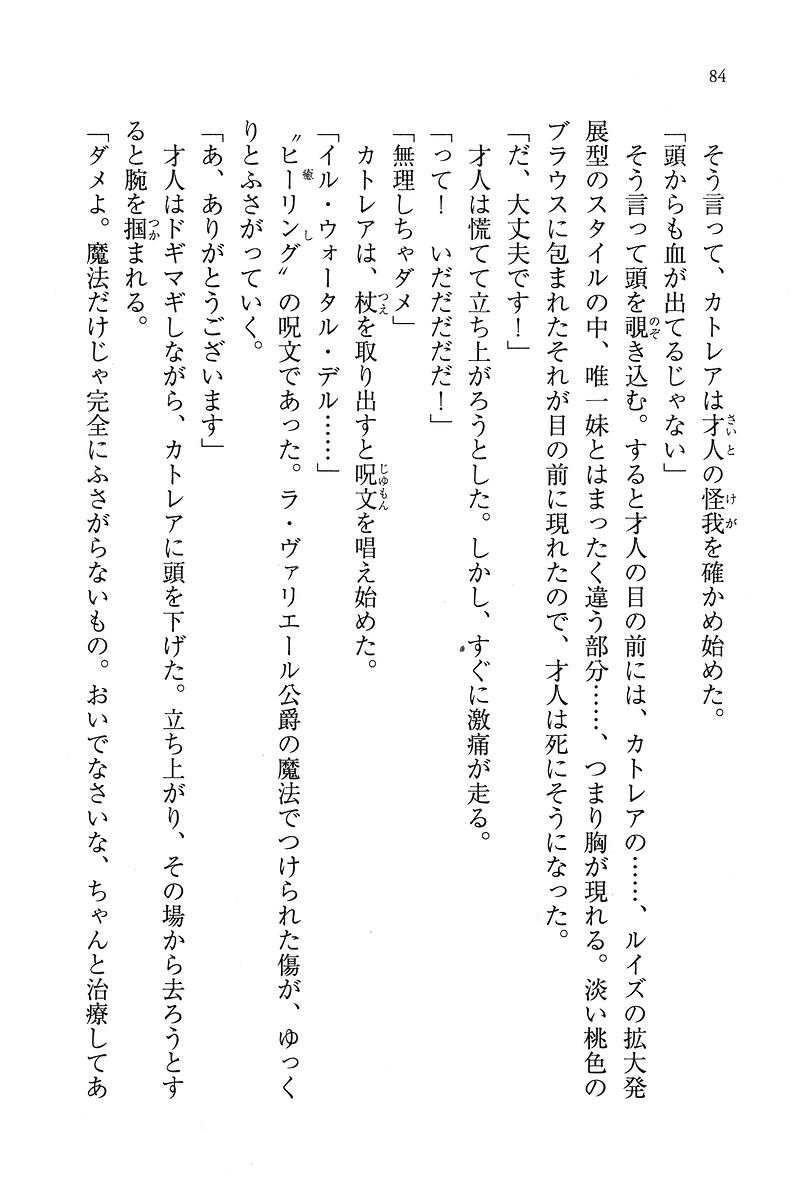 84
そう言って、カトレアは才人の怪我を確かめ始めた。
「頭からも血が出てるじゃない」
そう言って頭を覗き込む。すると才人の目の前には、カトレアの……、ルイズの拡大発
展型のスタイルの中、唯一妹とはまったく違う部分……、つまり胸が現れる。淡い桃色の
ブラウスに包まれたそれが目の前に現れたので、才人は死にそうになった。
「だ、大丈夫です！」
才人は慌てて立ち上がろうとした。しかし、すぐに激痛が走る。
「って！　いだだだだだ！」
「無理しちゃダメ」
カトレアは、杖を取り出すと呪文を唱え始めた。
「イル・ウォータル・デル……」
〝ヒーリング〟の呪文であった。ラ・ヴァリエール公爵の魔法でつけられた傷が、ゆっく
りとふさがっていく。
「あ、ありがとうございます」
才人はドギマギしながら、カトレアに頭を下げた。立ち上がり、その場から去ろうとす
ると腕を掴まれる。
「ダメよ。魔法だけじゃ完全にふさがらないもの。おいでなさいな、ちゃんと治療してあ